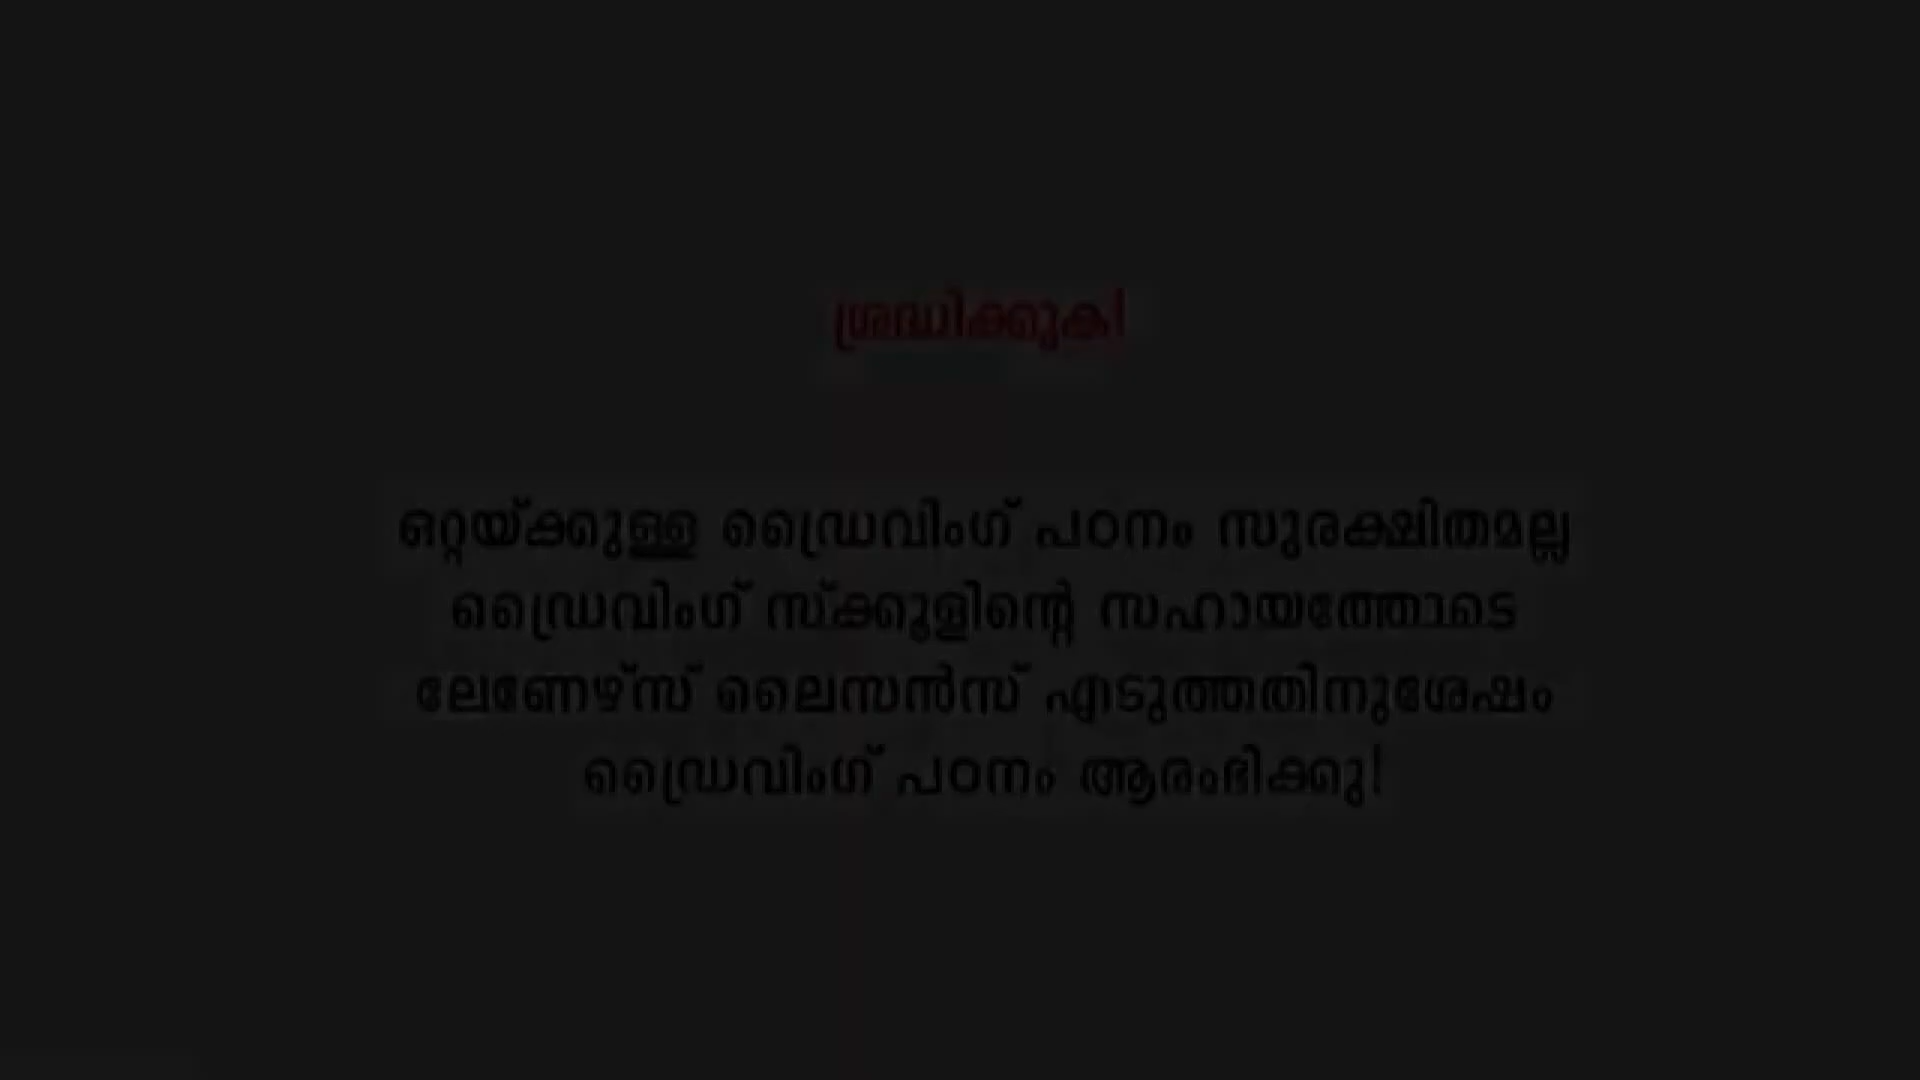 ശ്രദ്ധിക്കുക!
ഒറ്റയ്ക്കുള്ള ഡ്രൈവിംഗ് പഠനം സുരക്ഷിതമല്ല
ഡ്രൈവിംഗ് സ്ക്കൂളിന്റെ സഹായത്തോടെ
ലേണേഴ്സ് ലൈസൻസ് എടുത്തതിനുശേഷം
ഡ്രൈവിംഗ് പഠനം ആരംഭിക്കു!